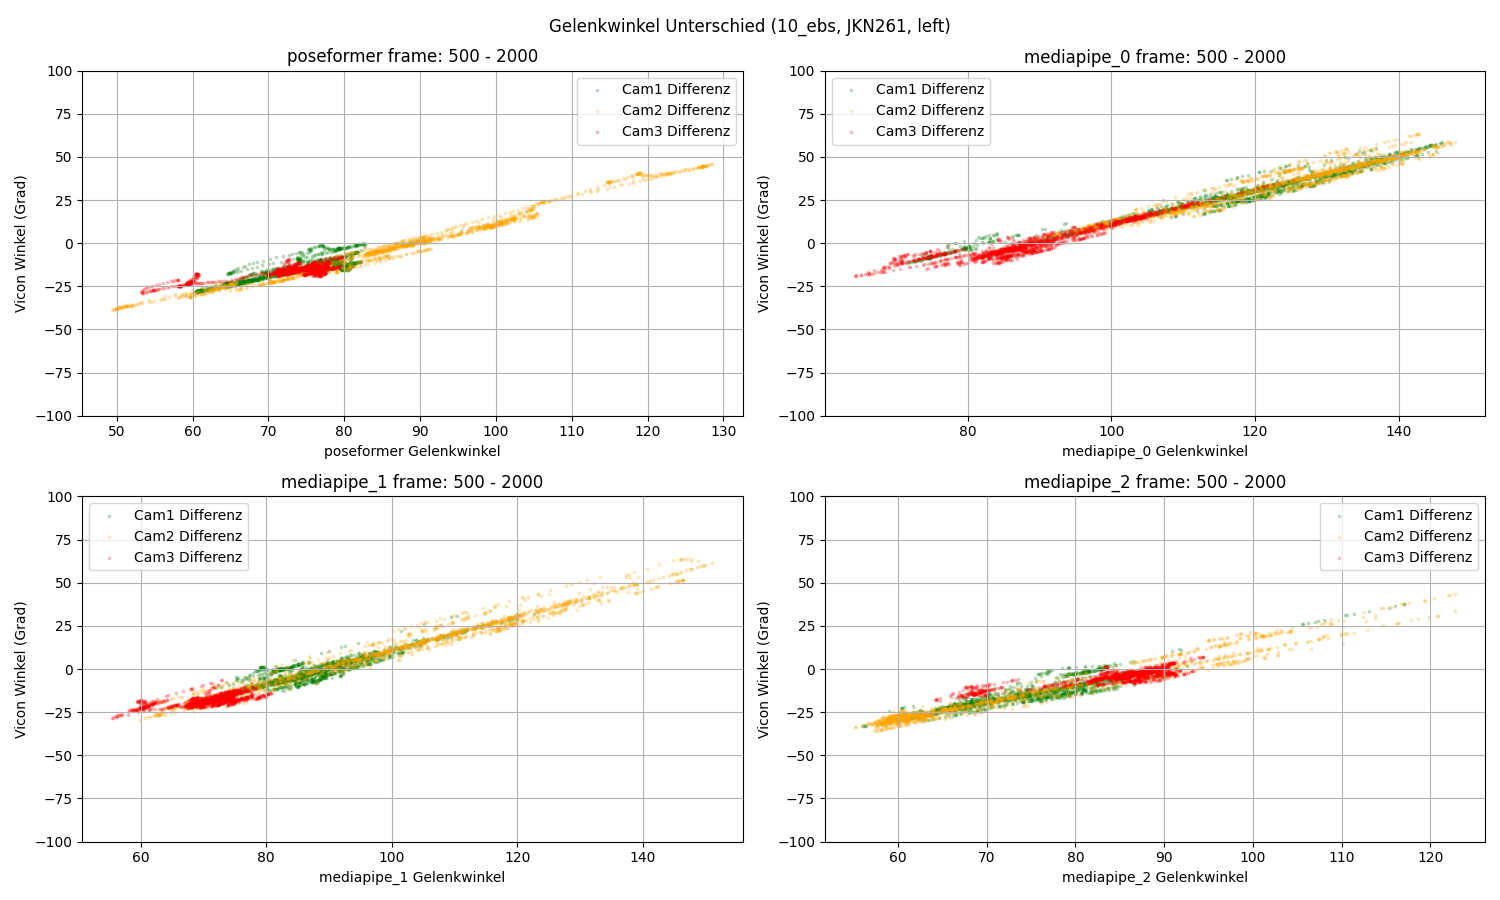 Gelenkwinkel Unterschied (10_ebs, JKN261, left)
poseformer frame: 500 - 2000
100
75
50
25
0
−25
−50
−75
−100
Vicon Winkel (Grad)
Cam1 Differenz
Cam2 Differenz
Cam3 Differenz
50 60 70 80 90 100 110 120 130
poseformer Gelenkwinkel
mediapipe_0 frame: 500 - 2000
100
75
50
25
0
−25
−50
−75
−100
Vicon Winkel (Grad)
Cam1 Differenz
Cam2 Differenz
Cam3 Differenz
80 100 120 140
mediapipe_0 Gelenkwinkel
mediapipe_1 frame: 500 - 2000
100
75
50
25
0
−25
−50
−75
−100
Vicon Winkel (Grad)
Cam1 Differenz
Cam2 Differenz
Cam3 Differenz
60 80 100 120 140
mediapipe_1 Gelenkwinkel
mediapipe_2 frame: 500 - 2000
100
75
50
25
0
−25
−50
−75
−100
Vicon Winkel (Grad)
Cam1 Differenz
Cam2 Differenz
Cam3 Differenz
60 70 80 90 100 110 120
mediapipe_2 Gelenkwinkel